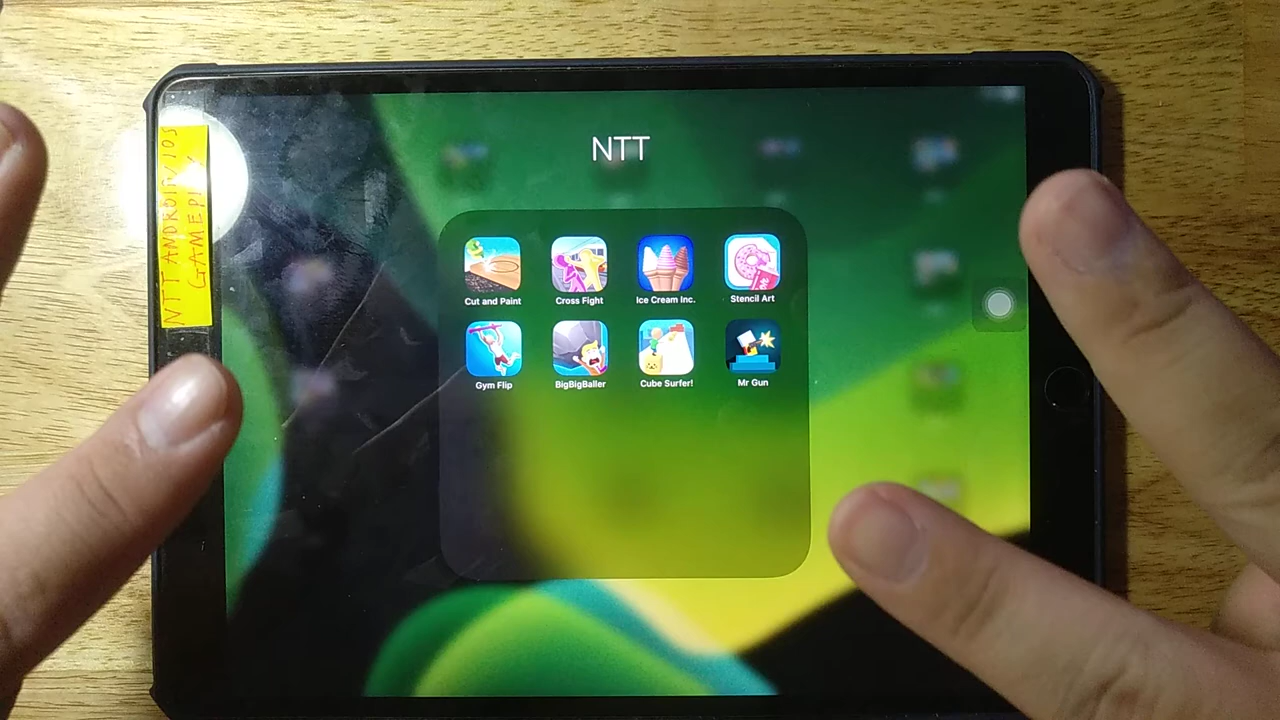 NTT ANDROID/IOS
GAMEPLAY
NTT
Cut and Paint
Cross Fight
Ice Cream Inc.
Stencil Art
Gym Flip
BigBigBaller
Cube Surfer!
Mr Gun